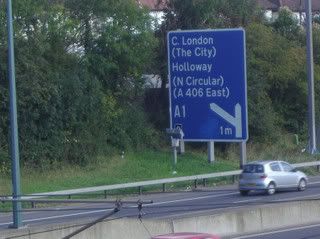 C. London
(The City)
Holloway
(N Circular)
(A 406 East)
A1
1m